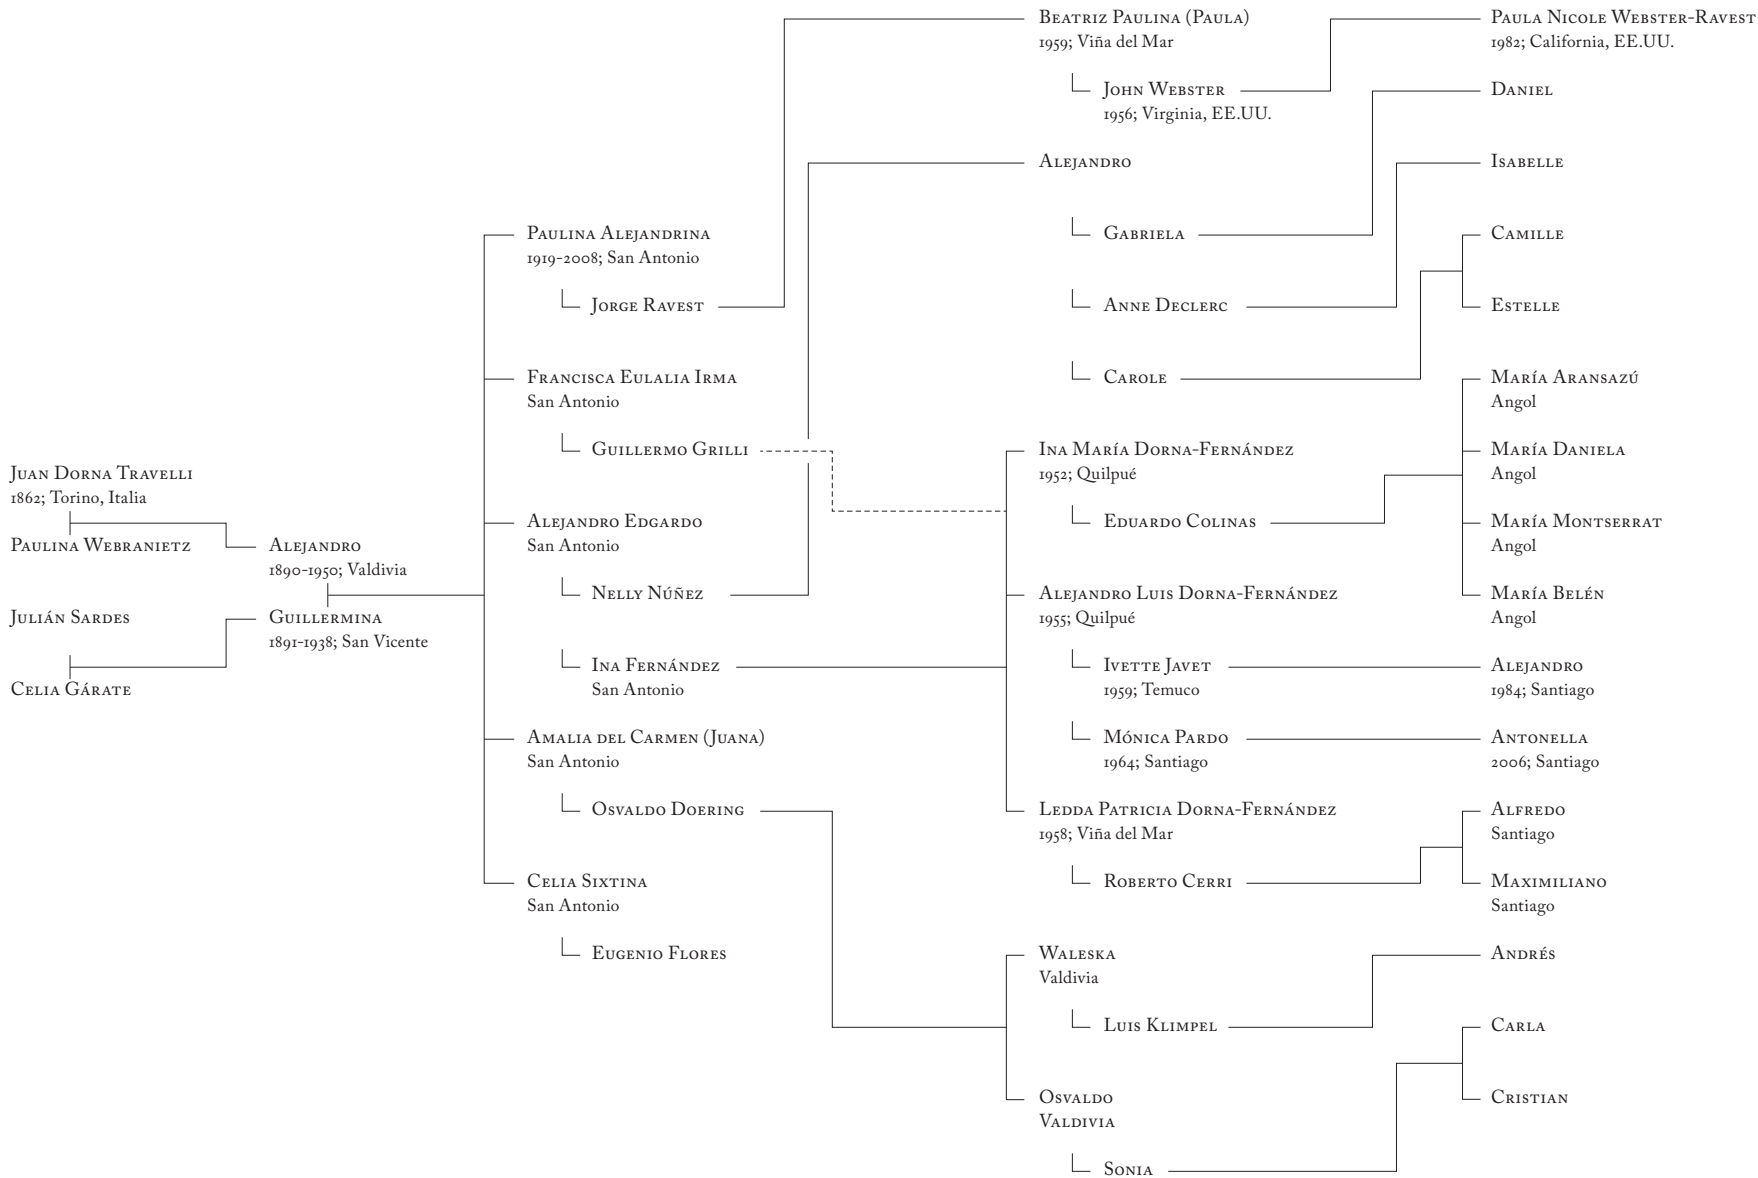 Juan Dorna Travelli
1862; Torino, Italia
Paulina Webranietz
Julián Sardes
Celia Gárate
Alejandro
1890-1950; Valdivia
Guillermina
1891-1938; San Vicente
Paulina Alejandrina
1919-2008; San Antonio
Jorge Ravest
Francisca Eulalia Irma
San Antonio
Guillermo Grilli
Alejandro Edgardo
San Antonio
Nelly Núñez
Ina Fernández
San Antonio
Amalia del Carmen (Juana)
San Antonio
Osvaldo Doering
Celia Sixtina
San Antonio
Eugenio Flores
Beatriz Paulina (Paula)
1959; Viña del Mar
John Webster
1956; Virginia, EE.UU.
Alejandro
Gabriela
Anne Declerc
Carole
Ina María Dorna-Fernández
1952; Quilpué
Eduardo Colinas
Alejandro Luis Dorna-Fernández
1955; Quilpué
Ivette Javet
1959; Temuco
Mónica Pardo
1964; Santiago
Ledda Patricia Dorna-Fernández
1958; Viña del Mar
Roberto Cerri
Waleska
Valdivia
Luis Klimpel
Osvaldo
Valdivia
Sonia
Paula Nicole Webster-Ravest
1982; California, EE.UU.
Daniel
Isabelle
Camille
Estelle
María Aransazú
Angol
María Daniela
Angol
María Montserrat
Angol
María Belén
Angol
Alejandro
1984; Santiago
Antonella
2006; Santiago
Alfredo
Santiago
Maximiliano
Santiago
Andrés
Carla
Cristian